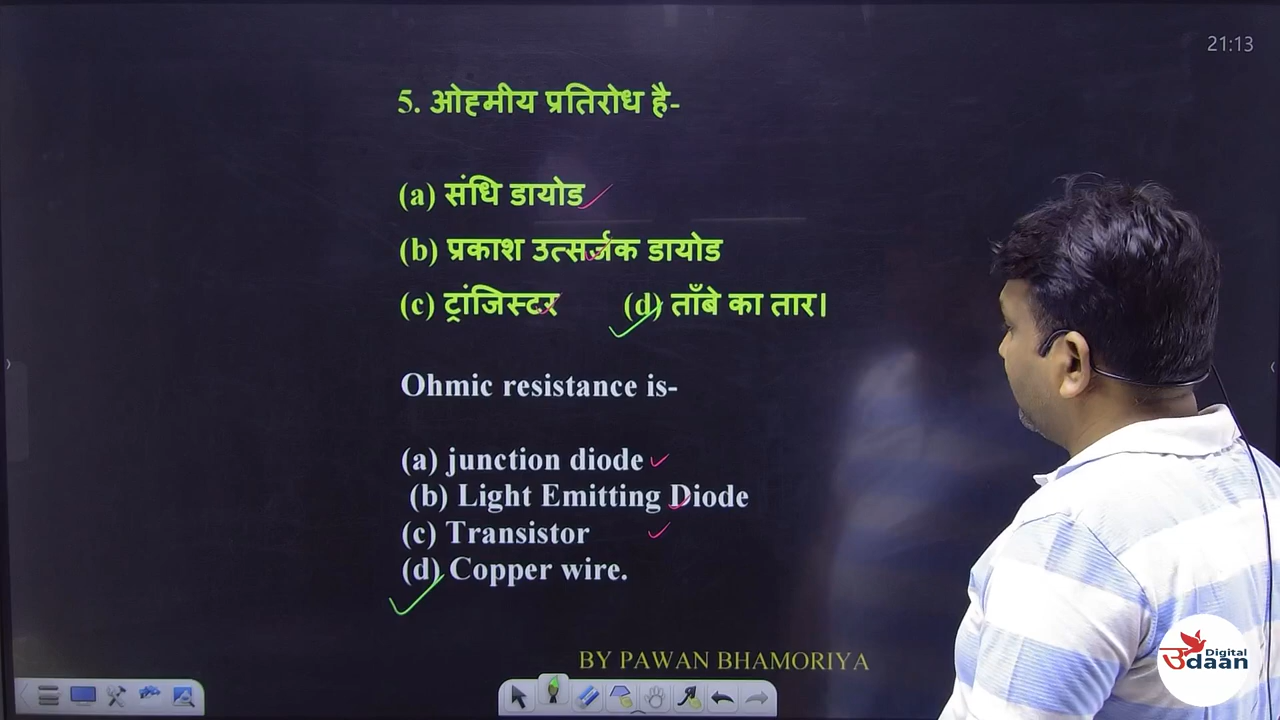 21:13
5. ओह्मीय प्रतिरोध है-
(a) संधि डायोड
(b) प्रकाश उत्सर्जक डायोड
(c) ट्रांजिस्टर (d) ताँबे का तार।
Ohmic resistance is-
(a) junction diode
(b) Light Emitting Diode
(c) Transistor
(d) Copper wire.
BY PAWAN BHAMORIYA
Digital
उdaan